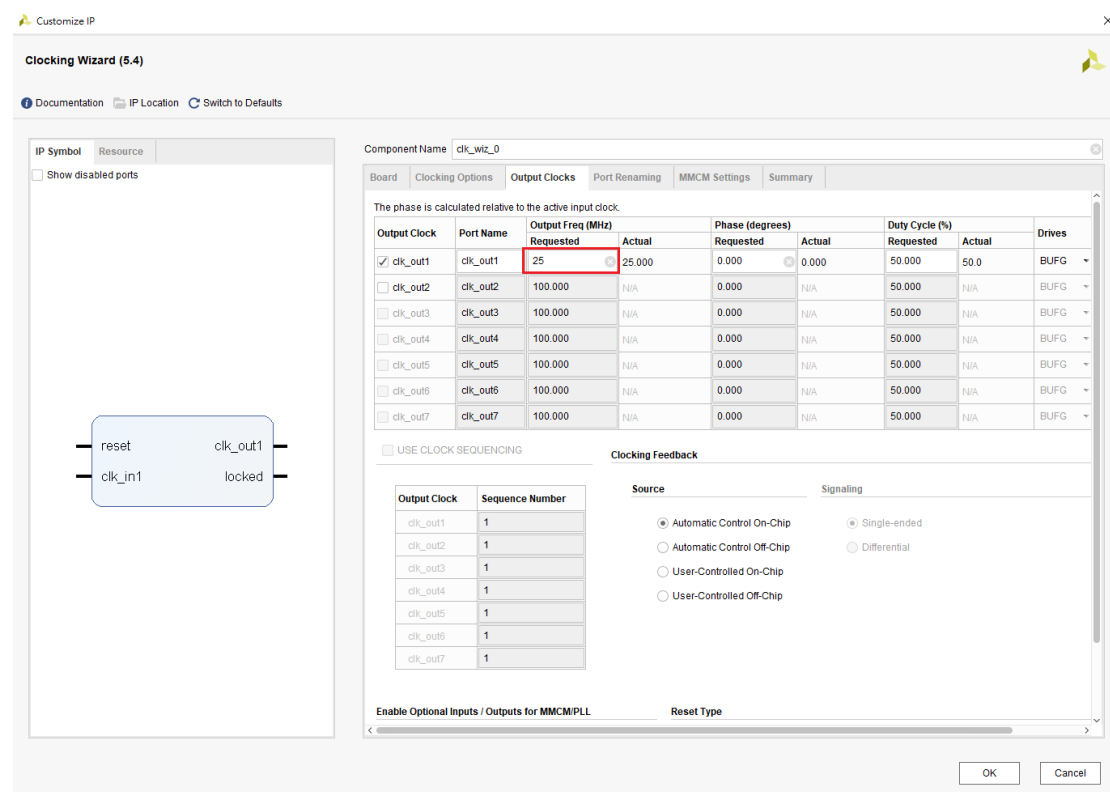 Customize IP
Clocking Wizard (5.4)
Documentation IP Location Switch to Defaults
IP Symbol Resource
Show disabled ports
reset clk_out1
clk_in1 locked
Component Name clk_wiz_0
Board Clocking Options Output Clocks Port Renaming MMCM Settings Summary
The phase is calculated relative to the active input clock.
Output Clock Port Name Output Freq (MHz) Phase (degrees) Duty Cycle (%) Drives
Requested Actual Requested Actual Requested Actual
clk_out1 clk_out1 25 25.000 0.000 0.000 50.000 50.0 BUFG
clk_out2 clk_out2 100.000 N/A 0.000 N/A 50.000 N/A BUFG
clk_out3 clk_out3 100.000 N/A 0.000 N/A 50.000 N/A BUFG
clk_out4 clk_out4 100.000 N/A 0.000 N/A 50.000 N/A BUFG
clk_out5 clk_out5 100.000 N/A 0.000 N/A 50.000 N/A BUFG
clk_out6 clk_out6 100.000 N/A 0.000 N/A 50.000 N/A BUFG
clk_out7 clk_out7 100.000 N/A 0.000 N/A 50.000 N/A BUFG
USE CLOCK SEQUENCING
Output Clock Sequence Number
clk_out1 1
clk_out2 1
clk_out3 1
clk_out4 1
clk_out5 1
clk_out6 1
clk_out7 1
Clocking Feedback
Source Signaling
Automatic Control On-Chip Single-ended
Automatic Control Off-Chip Differential
User-Controlled On-Chip
User-Controlled Off-Chip
Enable Optional Inputs / Outputs for MMCM/PLL Reset Type
OK Cancel